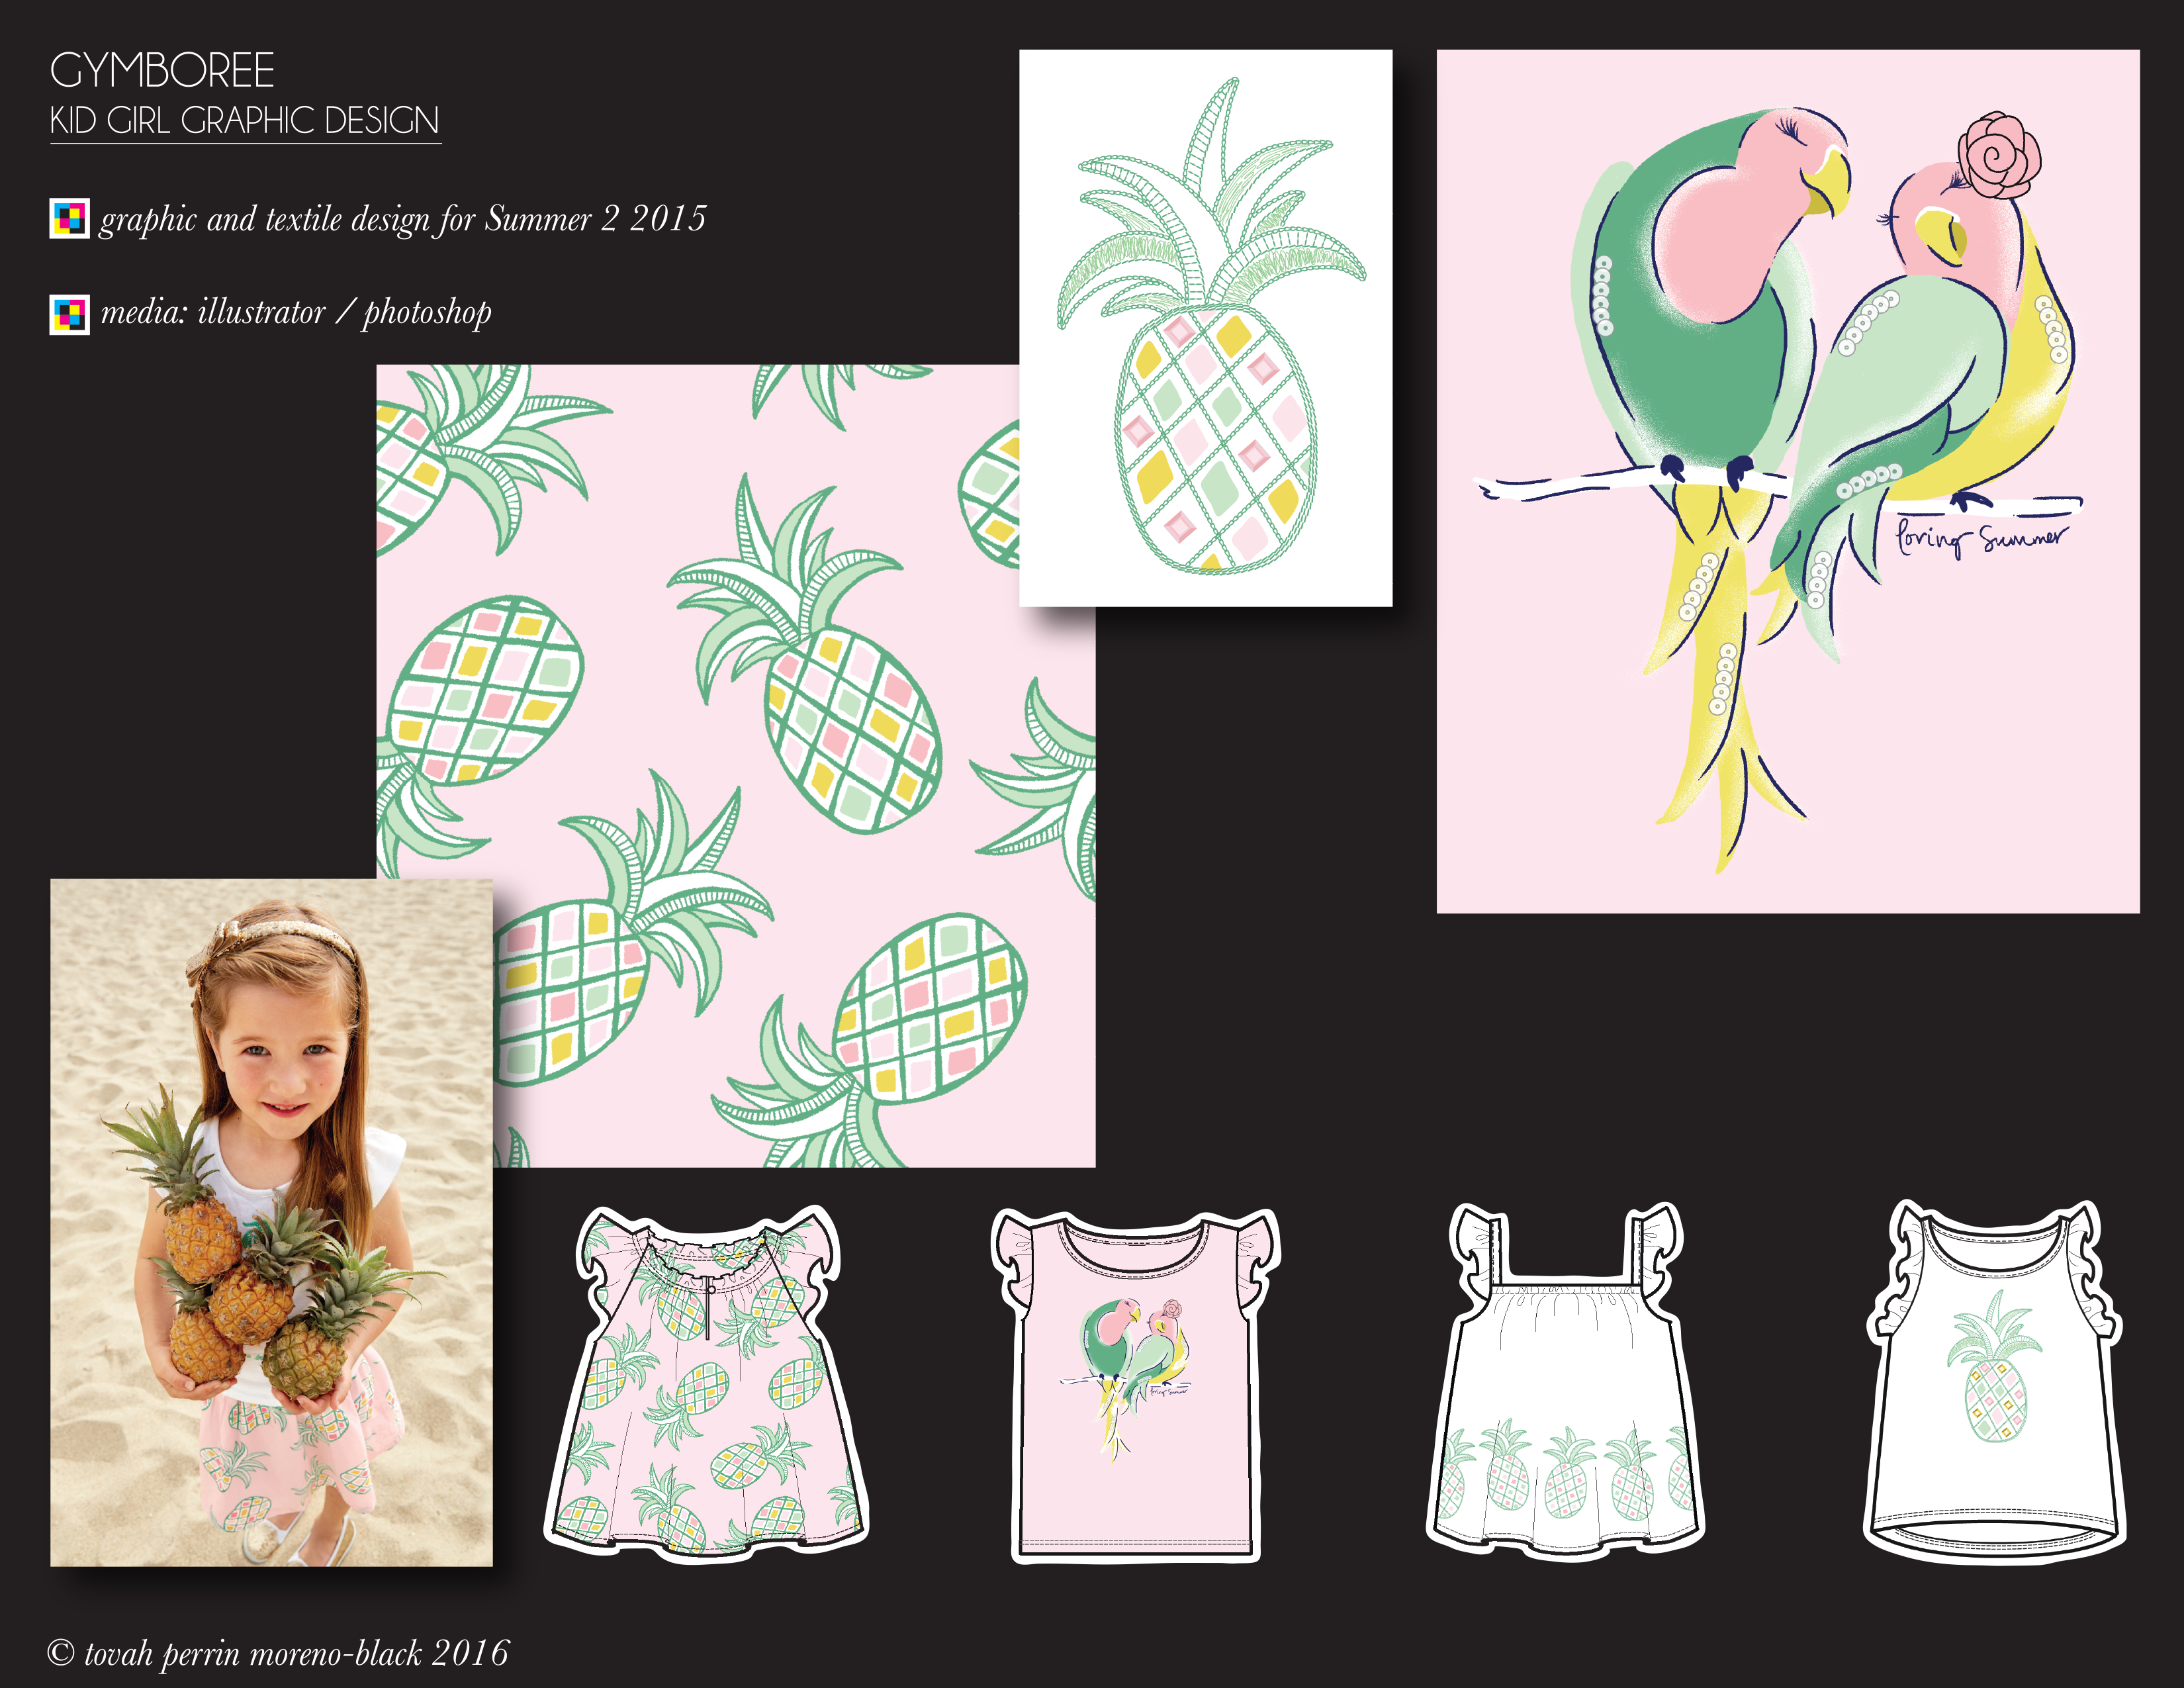 GYMBOREE
KID GIRL GRAPHIC DESIGN
graphic and textile design for Summer 2 2015
media: illustrator / photoshop
loving Summer
loving Summer
© tovah perrin moreno-black 2016